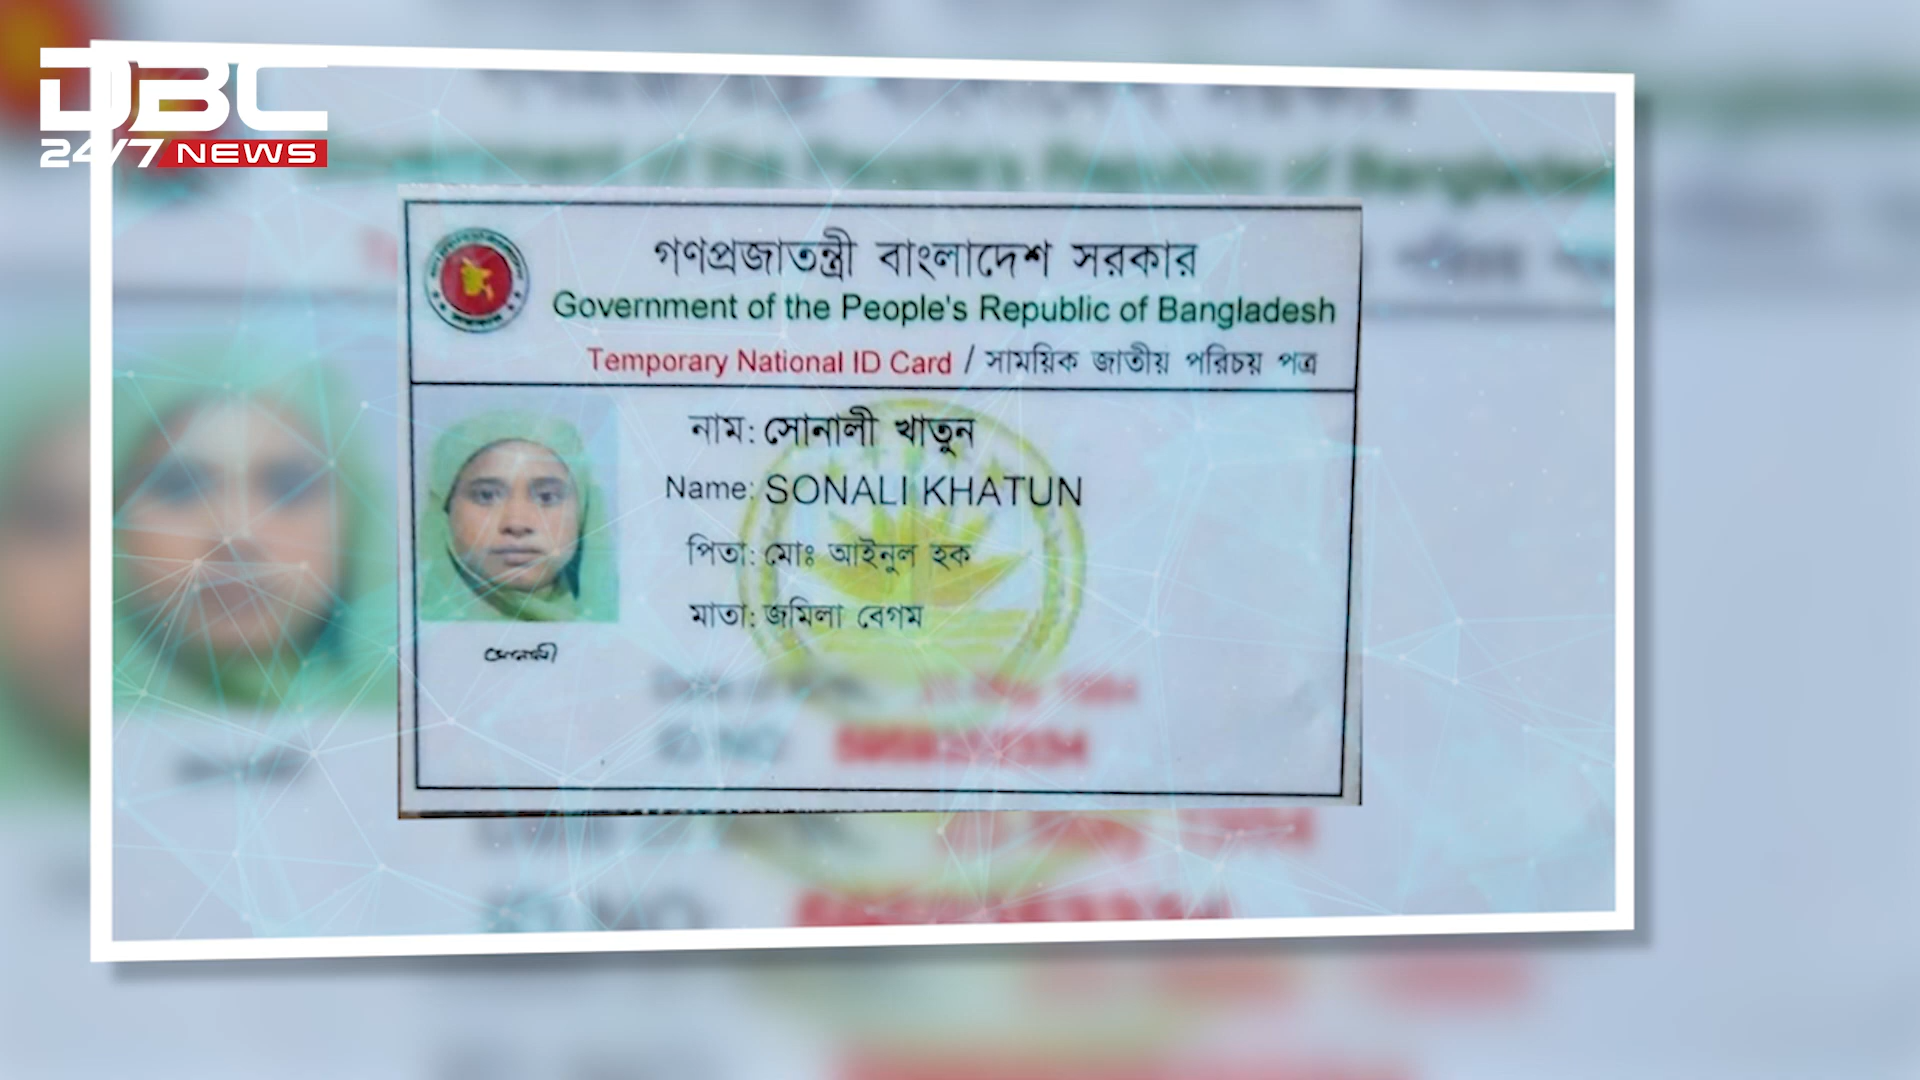 DBC
24/7 NEWS
গণপ্রজাতন্ত্রী বাংলাদেশ সরকার
Government of the People's Republic of Bangladesh
Temporary National ID Card / সাময়িক জাতীয় পরিচয় পত্র
নাম: সোনালী খাতুন
Name: SONALI KHATUN
পিতা: মোঃ আইনুল হক
মাতা: জমিলা বেগম
সোনালী